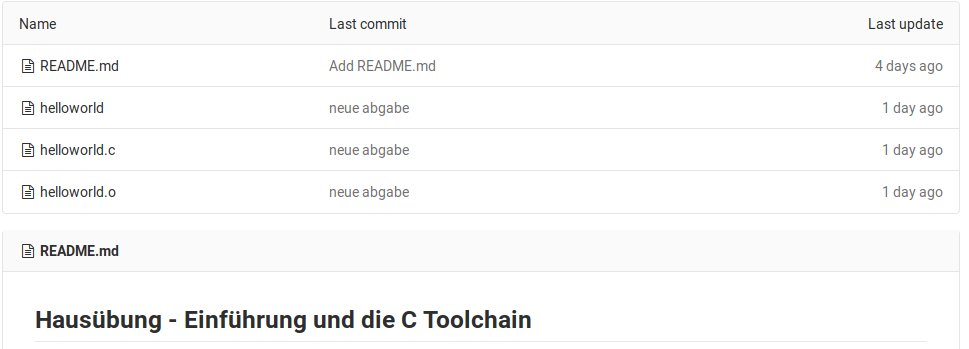 Name Last commit Last update
README.md Add README.md 4 days ago
helloworld neue abgabe 1 day ago
helloworld.c neue abgabe 1 day ago
helloworld.o neue abgabe 1 day ago
README.md
Hausübung - Einführung und die C Toolchain